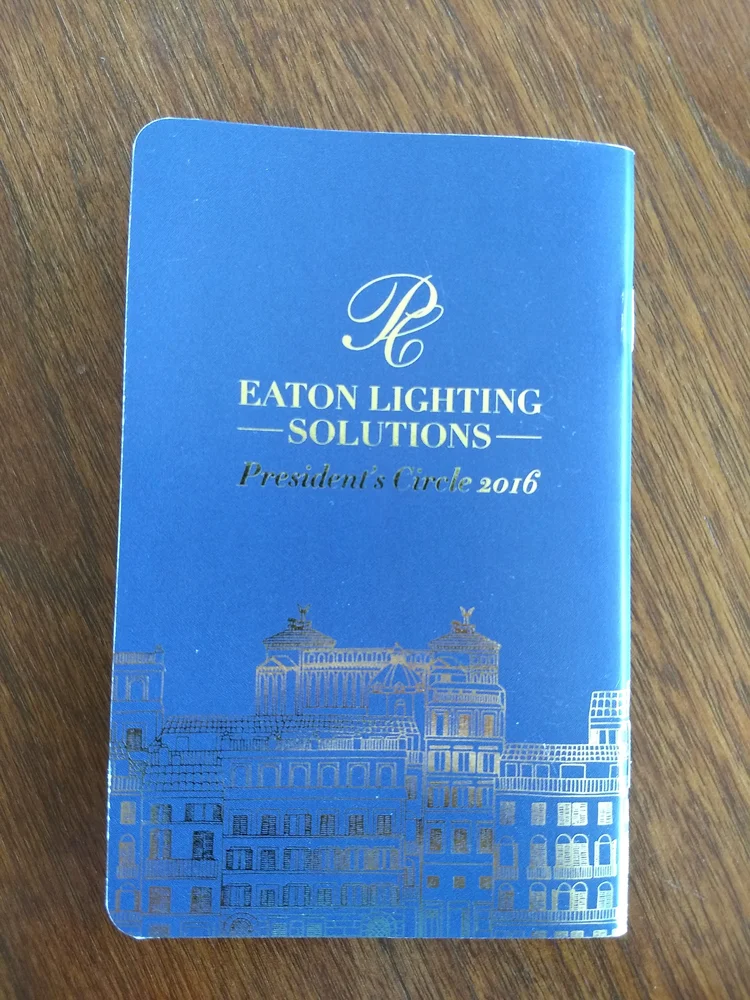 PC
EATON LIGHTING
SOLUTIONS
President's Circle 2016